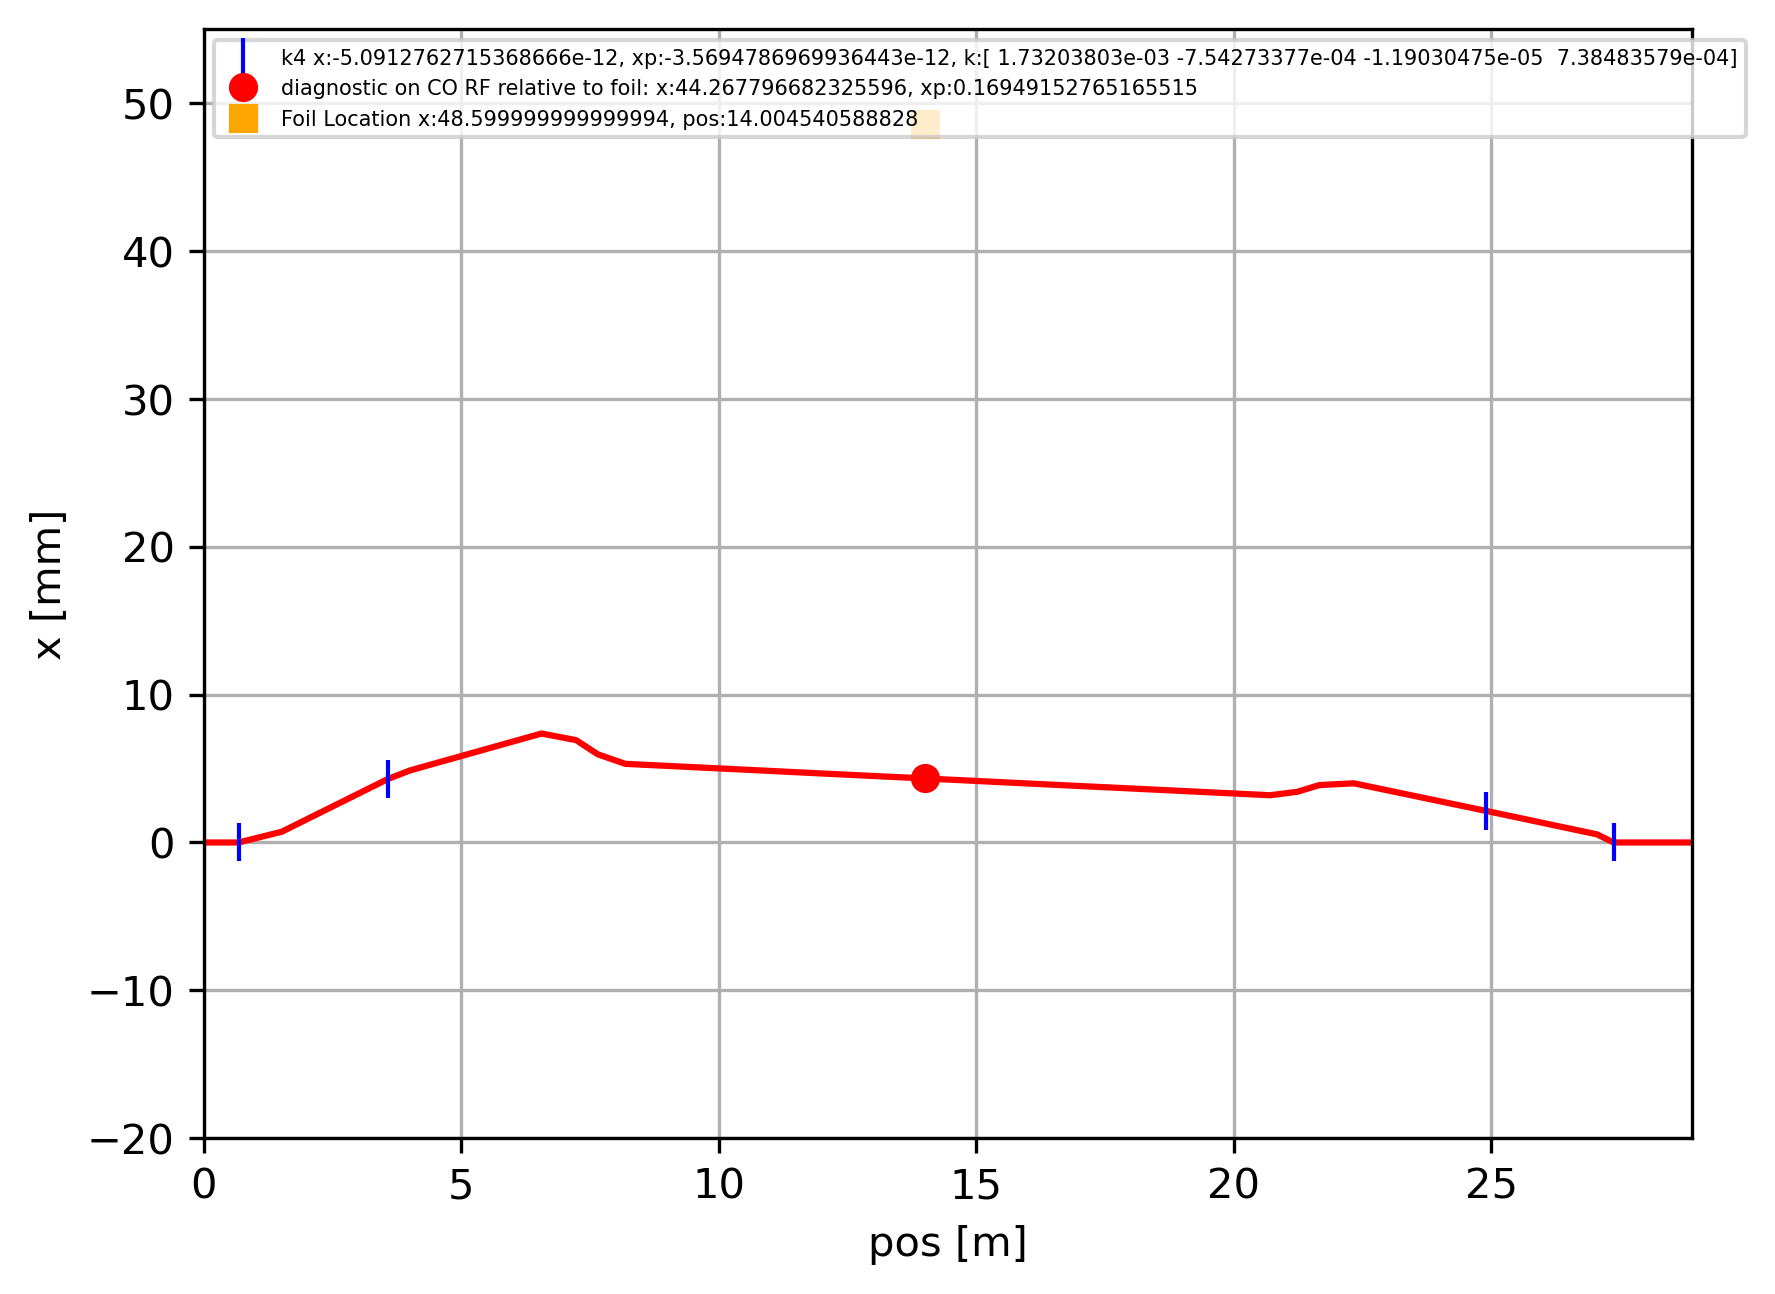 k4 x:-5.0912762715368666e-12, xp:-3.5694786969936443e-12, k:[ 1.73203803e-03 -7.54273377e-04 -1.19030475e-05  7.38483579e-04]
diagnostic on CO RF relative to foil: x:44.267796682325596, xp:0.16949152765165515
Foil Location x:48.599999999999994, pos:14.004540588828
50
40
30
20
10
0
−10
−20
x [mm]
0 5 10 15 20 25
pos [m]